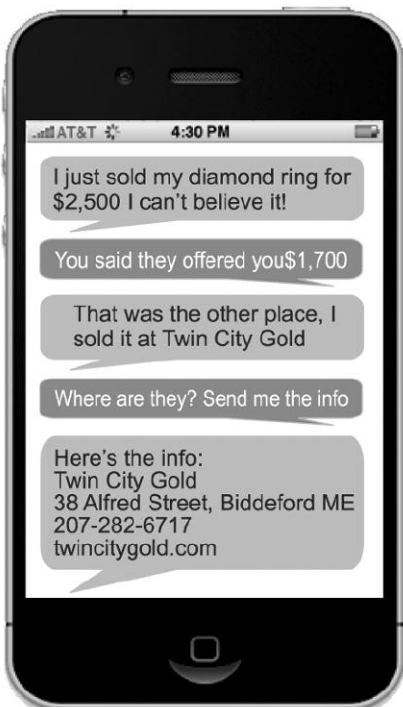 AT&T 4:30 PM
I just sold my diamond ring for
$2,500 I can't believe it!
You said they offered you$1,700
That was the other place, I
sold it at Twin City Gold
Where are they? Send me the info
Here's the info:
Twin City Gold
38 Alfred Street, Biddeford ME
207-282-6717
twincitygold.com